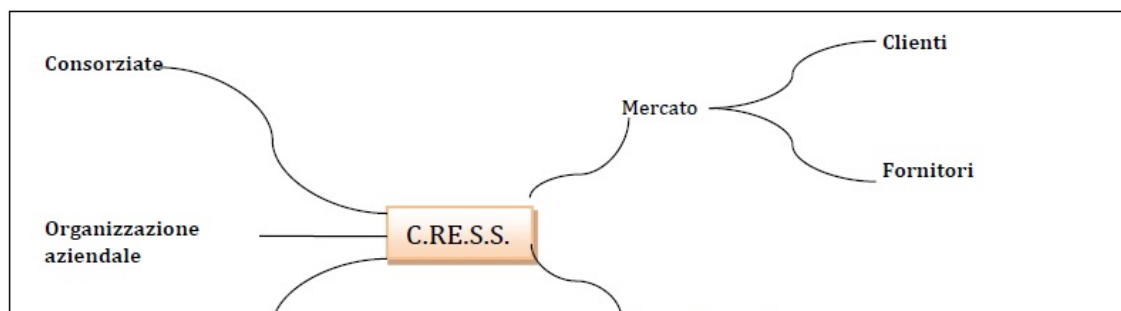 Clienti
Consorziate
Mercato
Fornitori
Organizzazione
aziendale
C.RE.S.S.